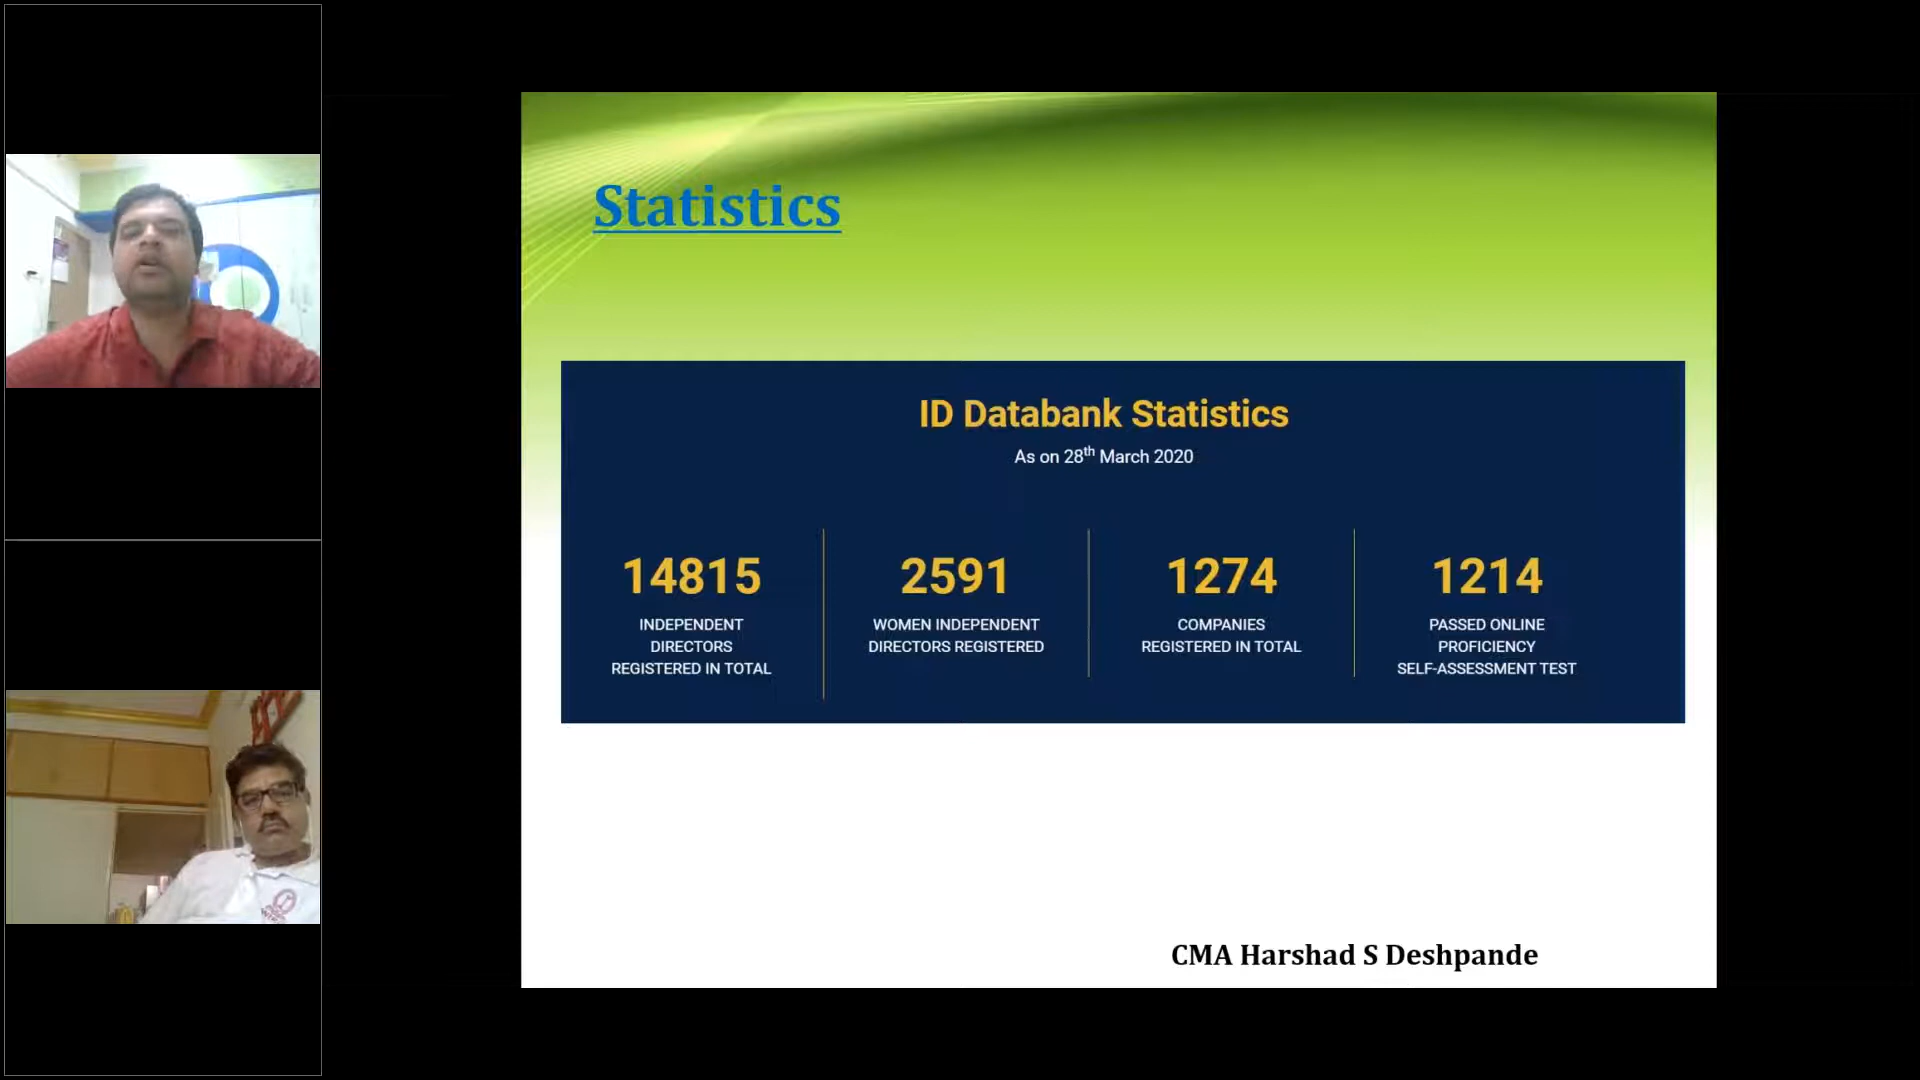 Statistics
ID Databank Statistics
As on 28th March 2020
14815
INDEPENDENT
DIRECTORS
REGISTERED IN TOTAL
2591
WOMEN INDEPENDENT
DIRECTORS REGISTERED
1274
COMPANIES
REGISTERED IN TOTAL
1214
PASSED ONLINE
PROFICIENCY
SELF-ASSESSMENT TEST
CMA Harshad S Deshpande